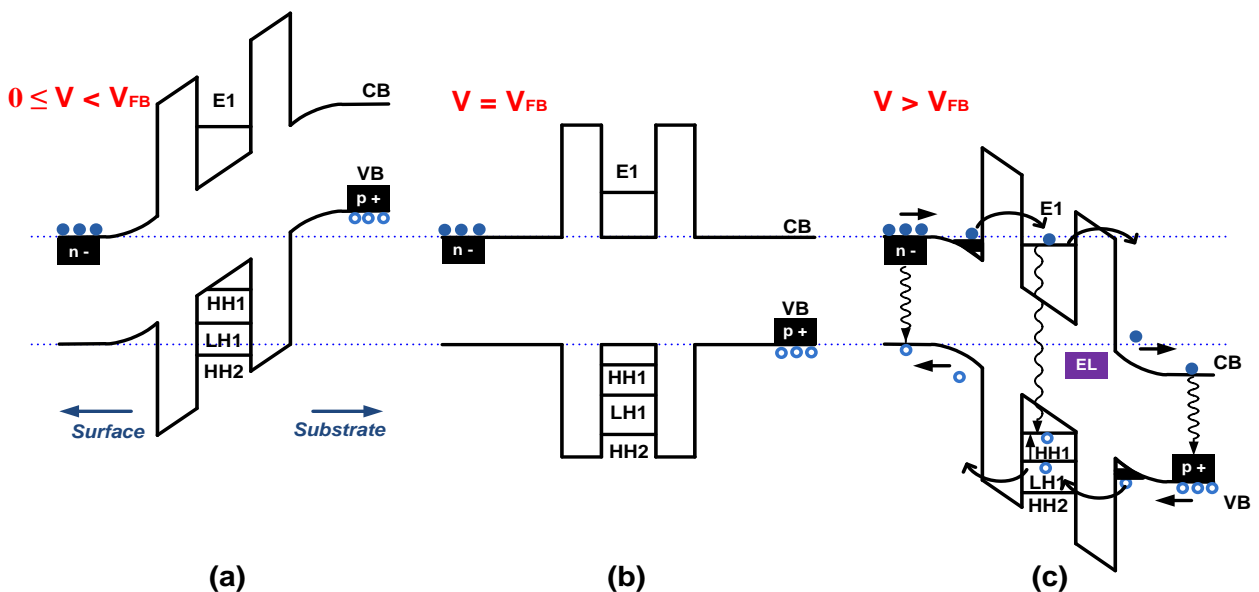 0 ≤ V < VFB
E1
CB
VB
p +
n -
HH1
LH1
HH2
Surface
Substrate
(a)
V = VFB
E1
CB
n -
VB
p +
HH1
LH1
HH2
(b)
V > VFB
E1
n -
EL
CB
HH1
LH1
HH2
p +
VB
(c)